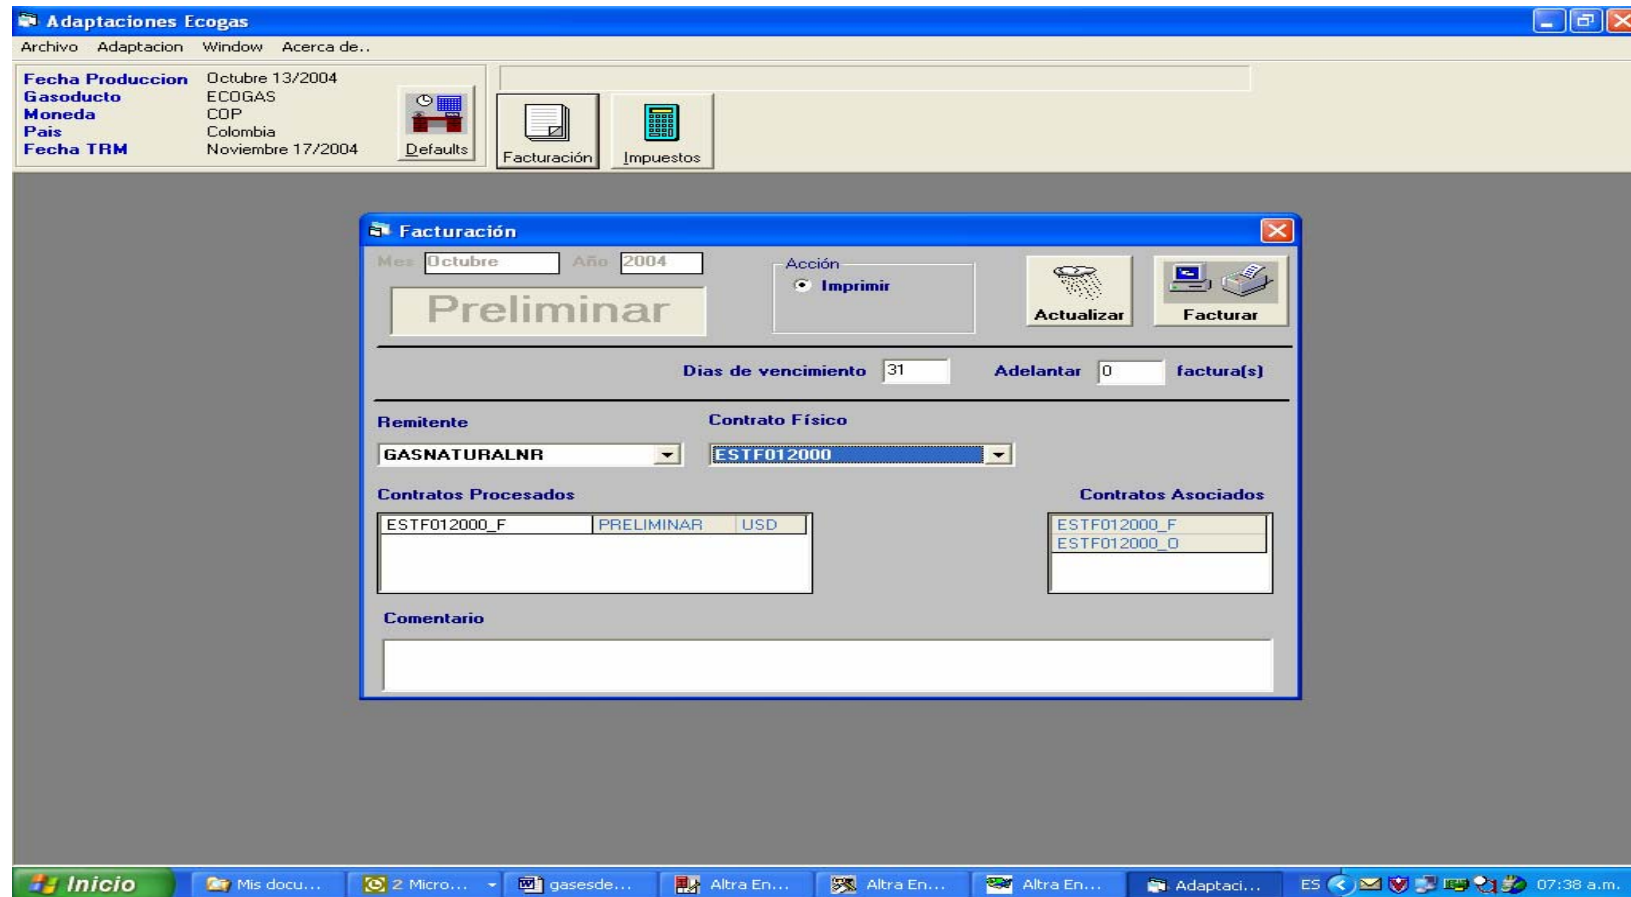 Adaptaciones Ecogas
Archivo Adaptacion Window Acerca de..
Fecha Produccion Octubre 13/2004
Gasoducto ECOGAS
Moneda COP
Pais Colombia
Fecha TRM Noviembre 17/2004
Defaults
Facturación
Impuestos
Facturación
Mes Octubre Año 2004
Acción
Imprimir
Preliminar
Actualizar
Facturar
Dias de vencimiento 31 Adelantar 0 factura(s)
Remitente Contrato Físico
GASNATURALNR ESTF012000
Contratos Procesados Contratos Asociados
ESTF012000_F PRELIMINAR USD ESTF012000_F
ESTF012000_O
Comentario
Inicio Mis docu... 2 Micro... gasesde... Altra En... Altra En... Altra En... Adaptaci... ES 07:38 a.m.